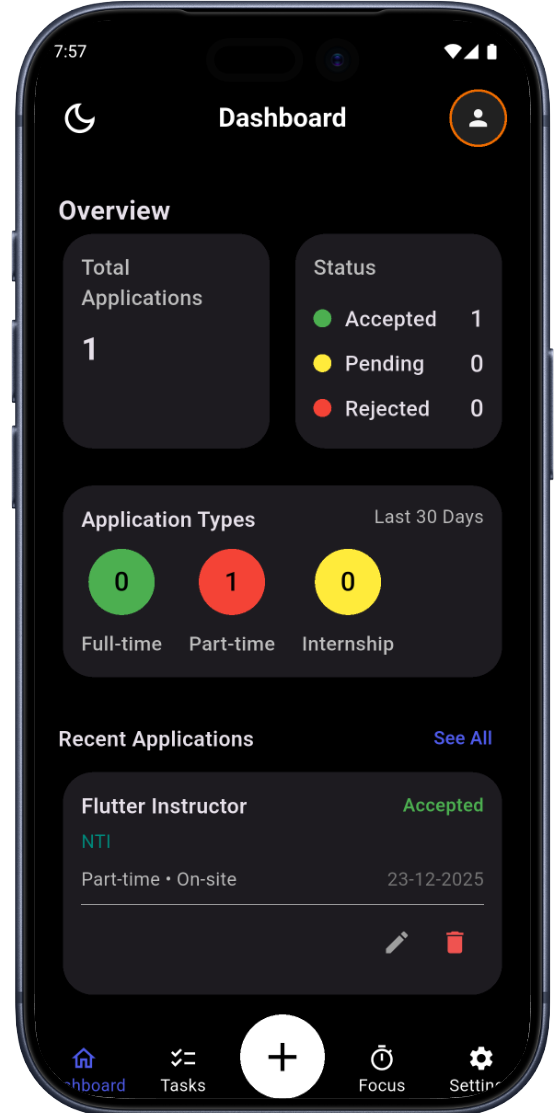 7:57
Dashboard
Overview
Total
Applications
1
Status
Accepted 1
Pending 0
Rejected 0
Application Types Last 30 Days
0 1 0
Full-time Part-time Internship
Recent Applications See All
Flutter Instructor Accepted
NTI
Part-time • On-site 23-12-2025
hboard Tasks Focus Settin